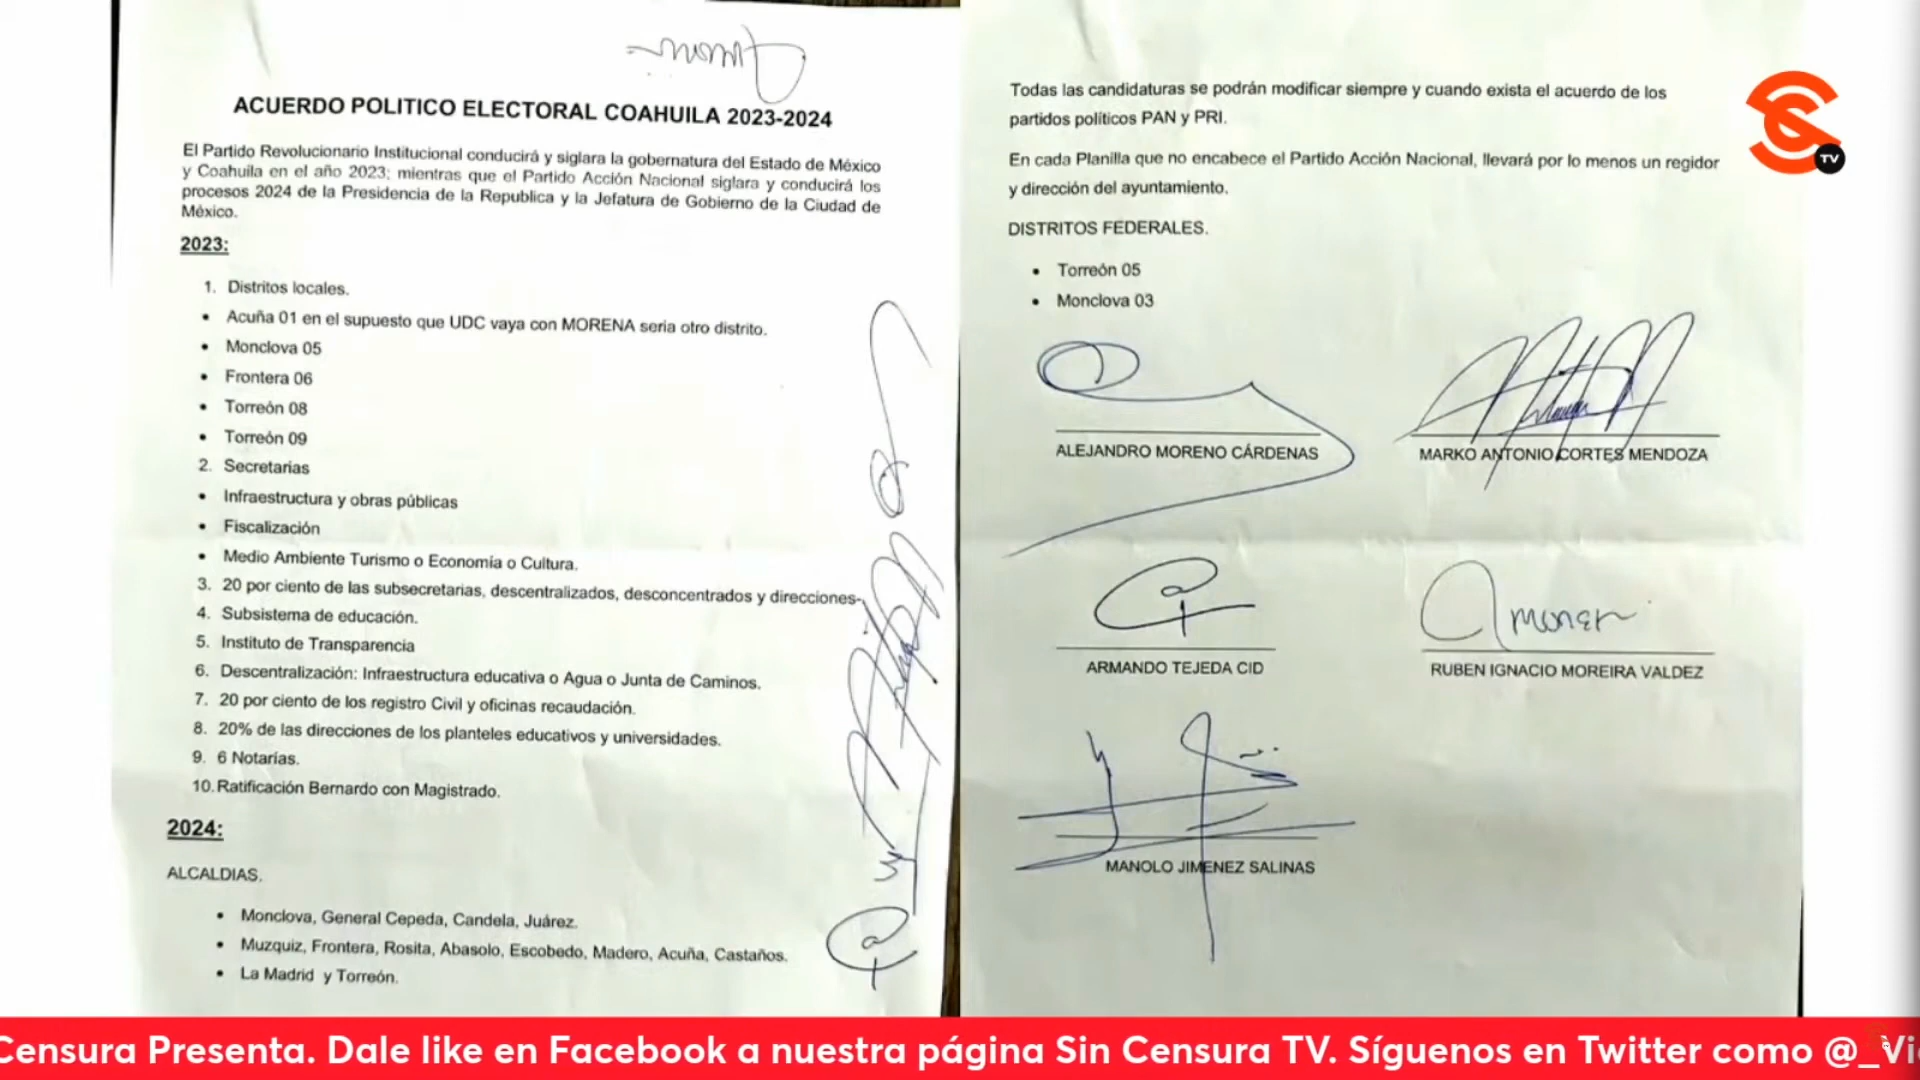 ACUERDO POLITICO ELECTORAL COAHUILA 2023-2024
El Partido Revolucionario Institucional conducirá y siglara la gobernatura del Estado de México
y Coahuila en el año 2023; mientras que el Partido Acción Nacional siglara y conducirá los
procesos 2024 de la Presidencia de la Republica y la Jefatura de Gobierno de la Ciudad de
México.
2023:
1. Distritos locales.
• Acuña 01 en el supuesto que UDC vaya con MORENA seria otro distrito.
• Monclova 05
• Frontera 06
• Torreón 08
• Torreón 09
2. Secretarias
• Infraestructura y obras públicas
• Fiscalización
• Medio Ambiente Turismo o Economía o Cultura.
3. 20 por ciento de las subsecretarias, descentralizados, desconcentrados y direcciones-
4. Subsistema de educación.
5. Instituto de Transparencia
6. Descentralización: Infraestructura educativa o Agua o Junta de Caminos.
7. 20 por ciento de los registro Civil y oficinas recaudación.
8. 20% de las direcciones de los planteles educativos y universidades.
9. 6 Notarías.
10. Ratificación Bernardo con Magistrado.
2024:
ALCALDIAS.
• Monclova, General Cepeda, Candela, Juárez.
• Muzquiz, Frontera, Rosita, Abasolo, Escobedo, Madero, Acuña, Castaños.
• La Madrid y Torreón.
Todas las candidaturas se podrán modificar siempre y cuando exista el acuerdo de los
partidos políticos PAN y PRI.
En cada Planilla que no encabece el Partido Acción Nacional, llevará por lo menos un regidor
y dirección del ayuntamiento.
DISTRITOS FEDERALES.
• Torreón 05
• Monclova 03
ALEJANDRO MORENO CÁRDENAS
MARKO ANTONIO CORTES MENDOZA
ARMANDO TEJEDA CID
RUBEN IGNACIO MOREIRA VALDEZ
MANOLO JIMENEZ SALINAS
TV
Censura Presenta. Dale like en Facebook a nuestra página Sin Censura TV. Síguenos en Twitter como @_Vi